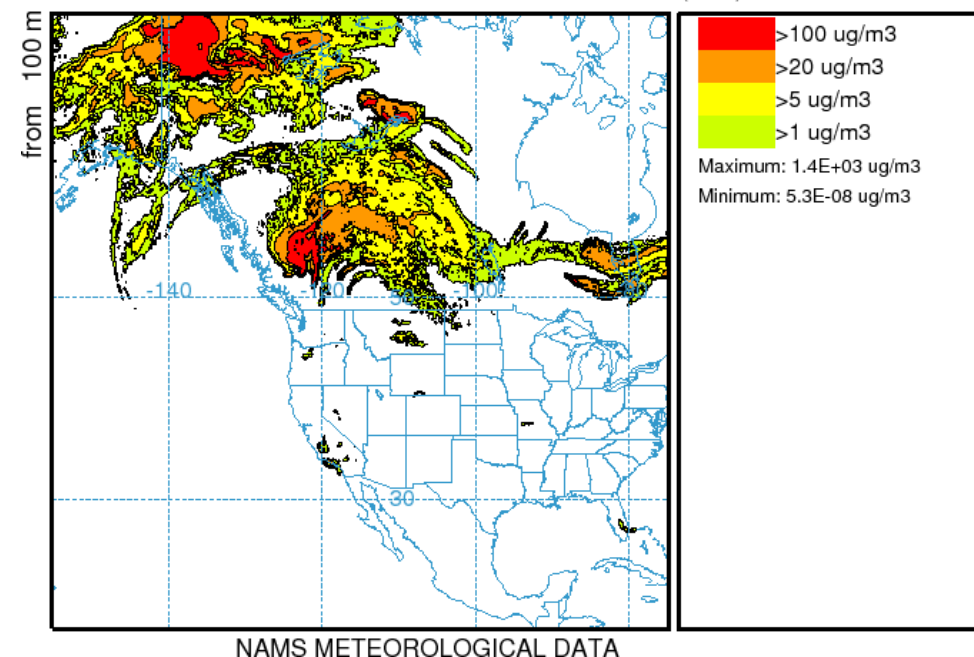 from 100 m
>100 ug/m3
>20 ug/m3
>5 ug/m3
>1 ug/m3
Maximum: 1.4E+03 ug/m3
Minimum: 5.3E-08 ug/m3
-140
-120
-100
30
NAMS METEOROLOGICAL DATA